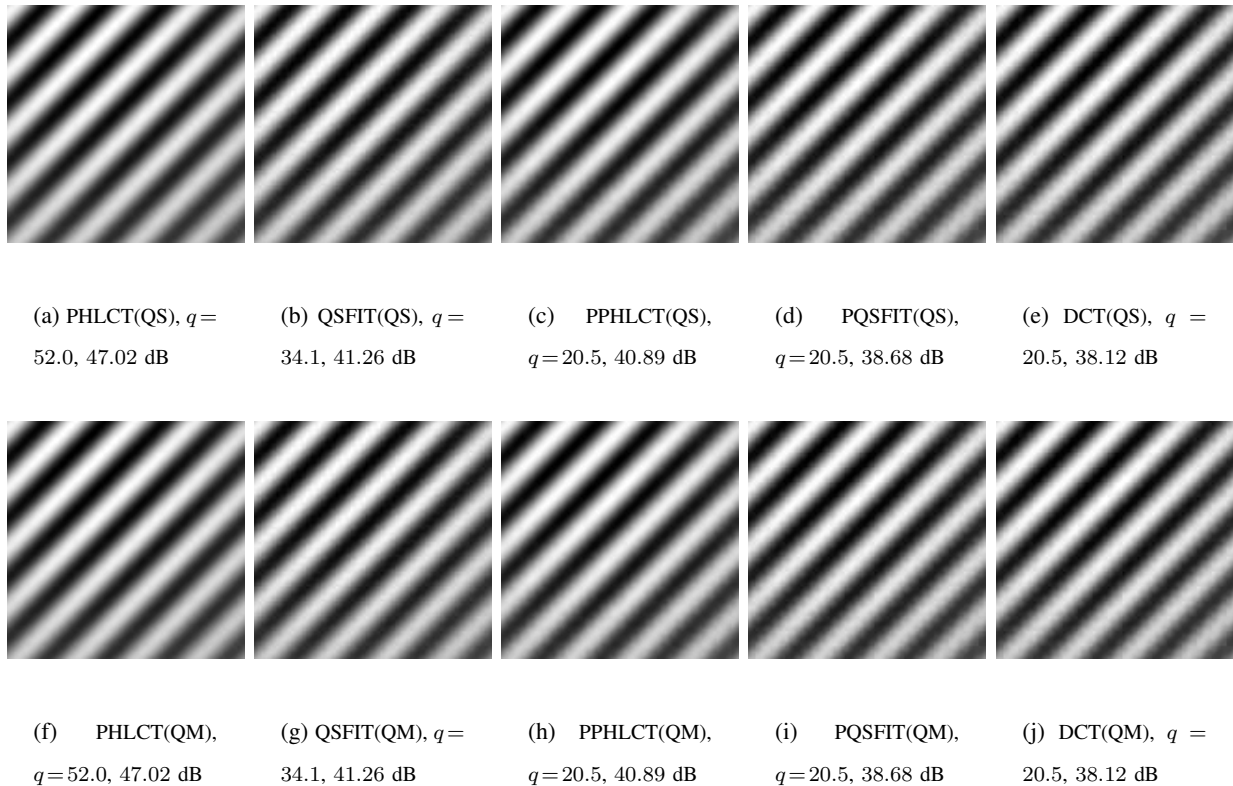 (a) PHLCT(QS), q = (b) QSFIT(QS), q = (c) PPHLCT(QS), (d) PQSFIT(QS), (e) DCT(QS), q =
52.0, 47.02 dB 34.1, 41.26 dB q = 20.5, 40.89 dB q = 20.5, 38.68 dB 20.5, 38.12 dB
(f) PHLCT(QM), (g) QSFIT(QM), q = (h) PPHLCT(QM), (i) PQSFIT(QM), (j) DCT(QM), q =
q = 52.0, 47.02 dB 34.1, 41.26 dB q = 20.5, 40.89 dB q = 20.5, 38.68 dB 20.5, 38.12 dB